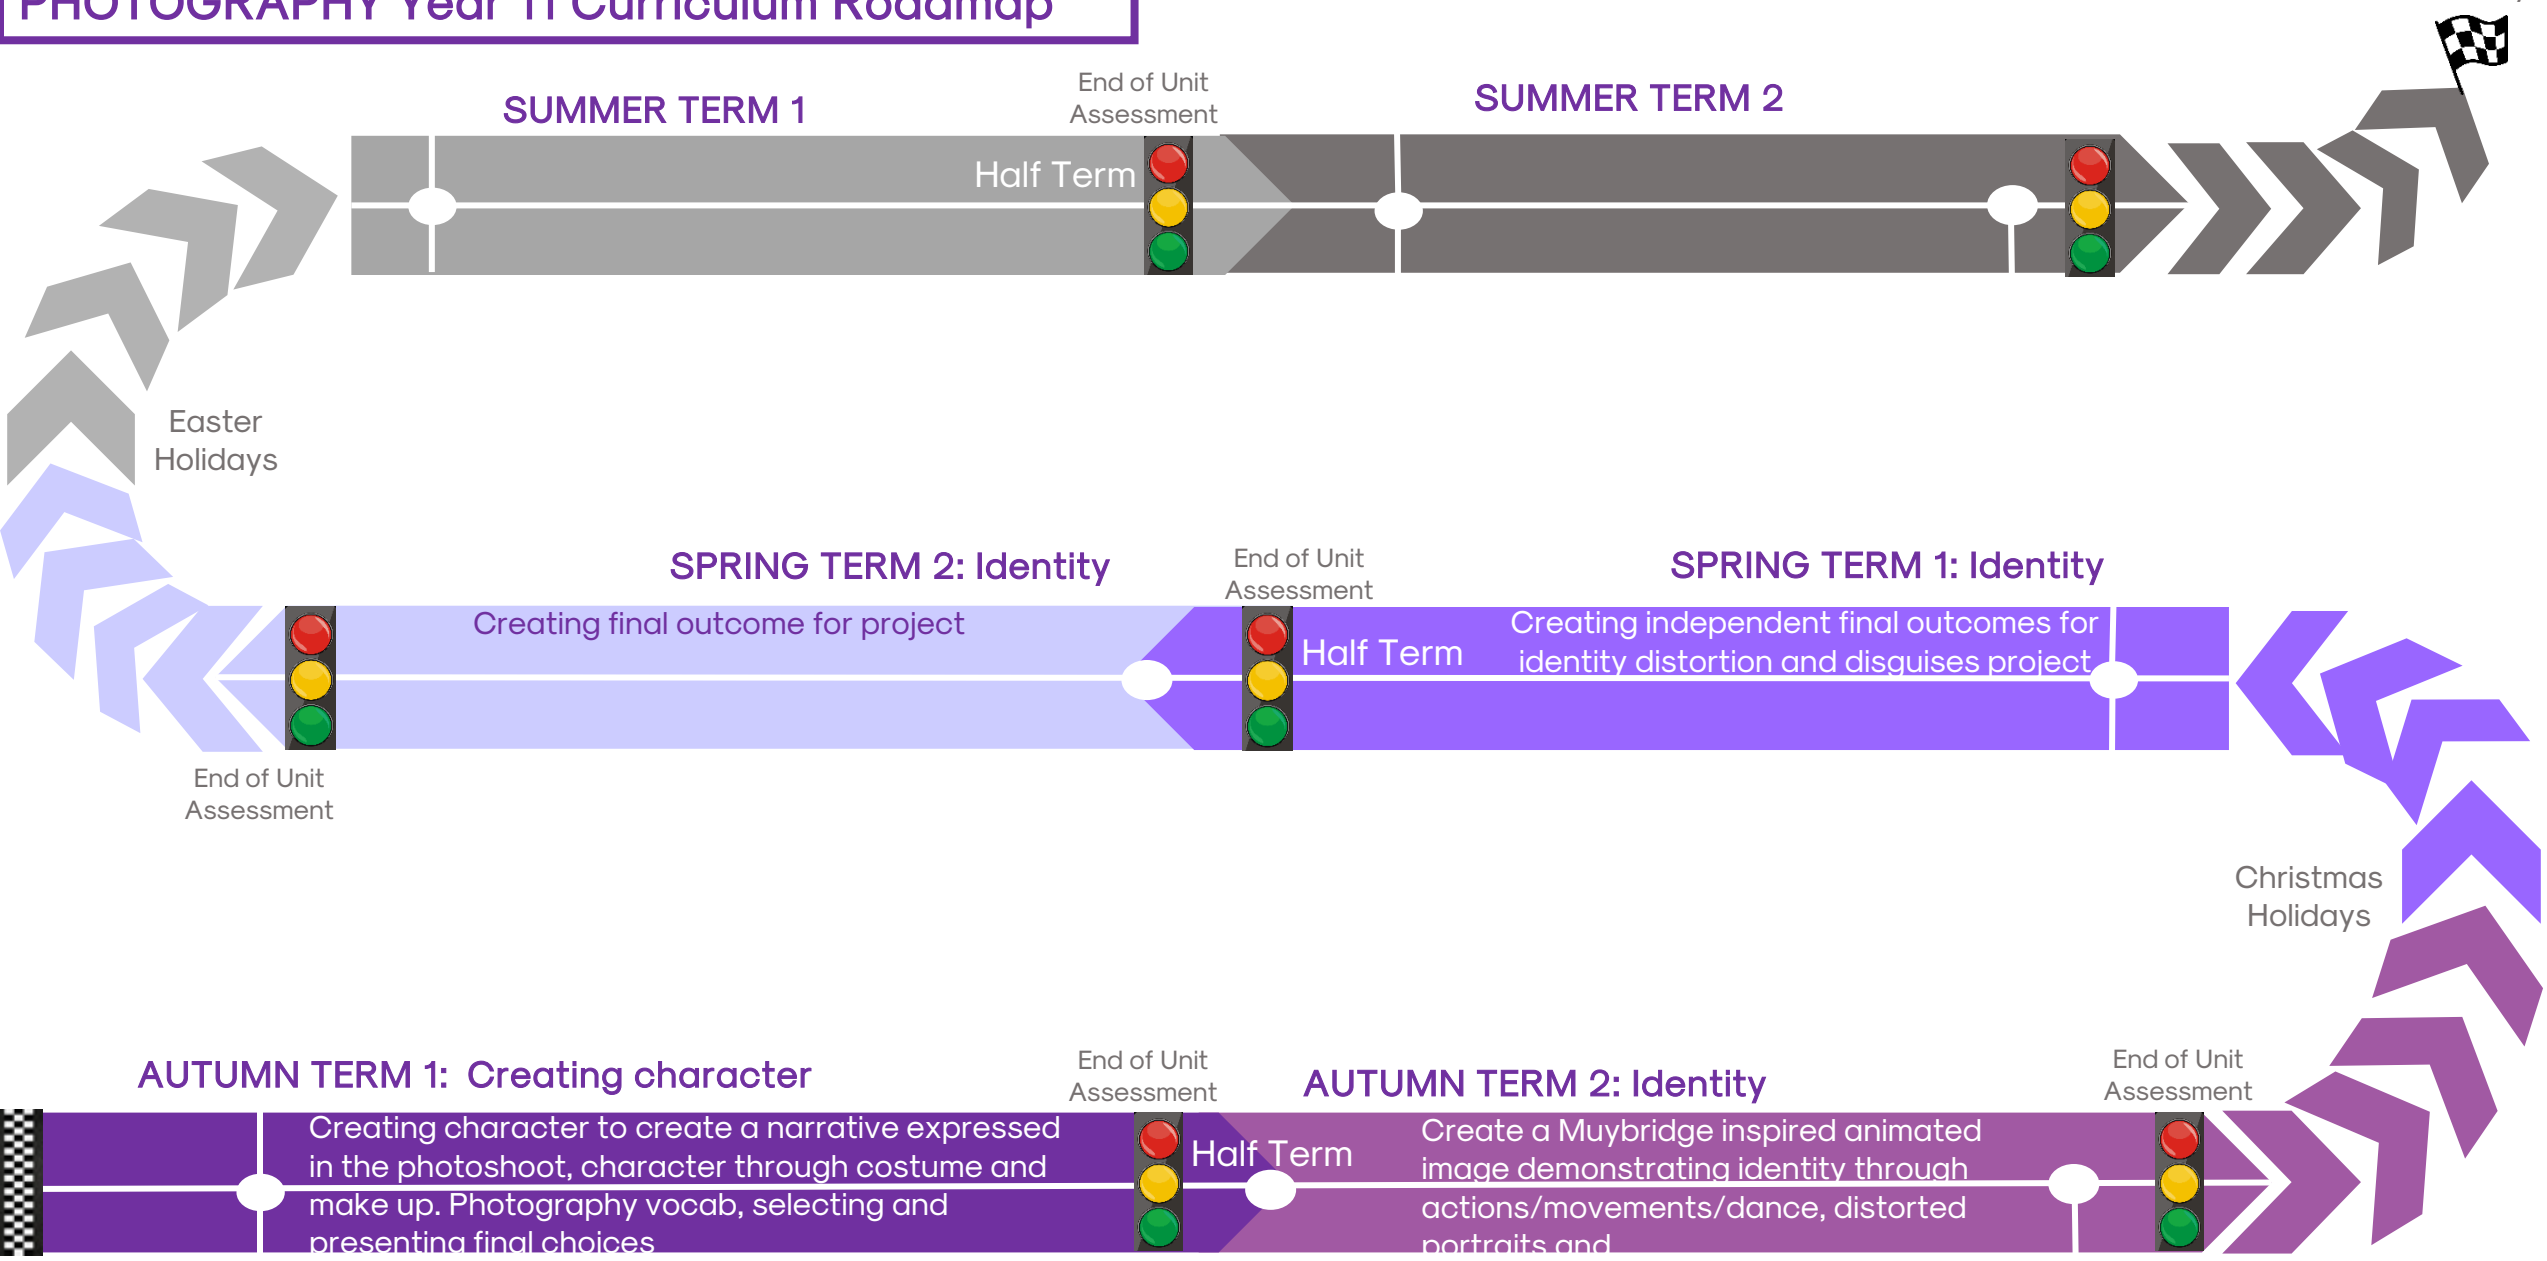 PHOTOGRAPHY Year 11 Curriculum Roadmap
SUMMER TERM 1
End of Unit
Assessment
SUMMER TERM 2
Half Term
Easter
Holidays
SPRING TERM 2: Identity
End of Unit
Assessment
SPRING TERM 1: Identity
Creating final outcome for project
Half Term
Creating independent final outcomes for
identity distortion and disguises project
End of Unit
Assessment
Christmas
Holidays
AUTUMN TERM 1: Creating character
End of Unit
Assessment
AUTUMN TERM 2: Identity
End of Unit
Assessment
Creating character to create a narrative expressed
in the photoshoot, character through costume and
make up. Photography vocab, selecting and
presenting final choices
Half Term
Create a Muybridge inspired animated
image demonstrating identity through
actions/movements/dance, distorted
portraits and